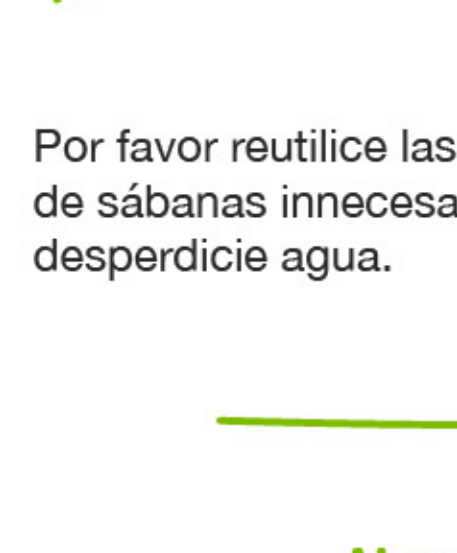 Por favor reutilice las
de sábanas innecesa
desperdicie agua.